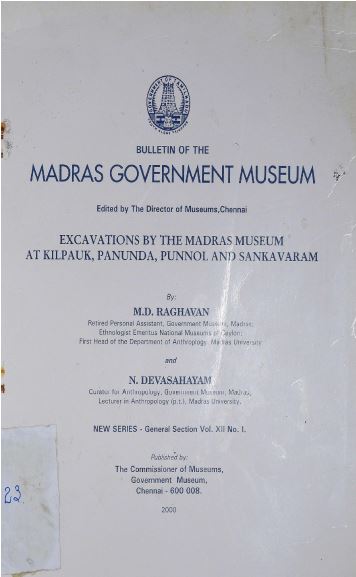 BULLETIN OF THE
MADRAS GOVERNMENT MUSEUM
Edited by The Director of Museums,Chennai
EXCAVATIONS BY THE MADRAS MUSEUM
AT KILPAUK, PANUNDA, PUNNOL AND SANKAVARAM
By:
M.D. RAGHAVAN
Retired Personal Assistant, Government Museum, Madras;
Ethnologist Emeritus National Museums of Ceylon;
First Head of the Department of Anthroplogy, Madras University
and
N. DEVASAHAYAM
Curator for Anthropology, Government Museum, Madras,
Lecturer in Anthropology (p.t.), Madras University.
NEW SERIES - General Section Vol. XII No. I.
Published by:
The Commissioner of Museums,
Government Museum,
Chennai - 600 008.
2000
23